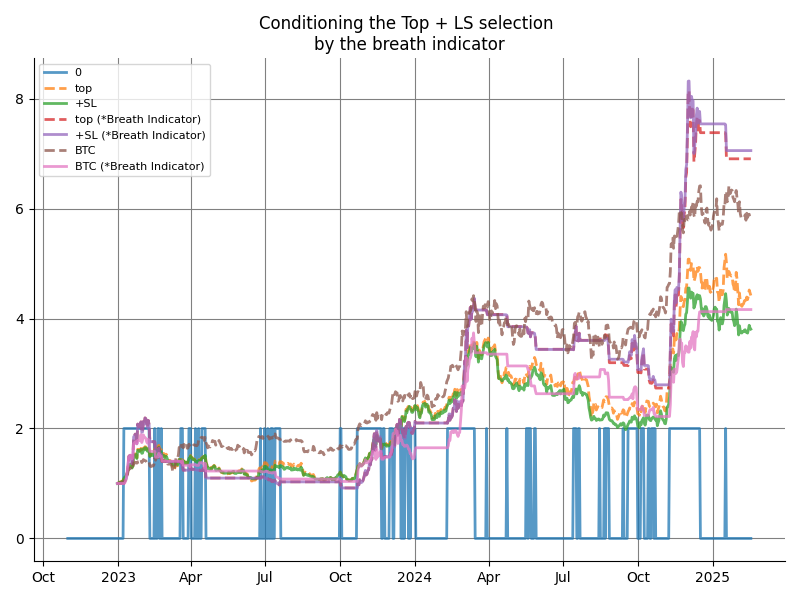 Conditioning the Top + LS selection
by the breath indicator
0
top
+SL
top (*Breath Indicator)
+SL (*Breath Indicator)
BTC
BTC (*Breath Indicator)
8
6
4
2
0
Oct
2023
Apr
Jul
Oct
2024
Apr
Jul
Oct
2025